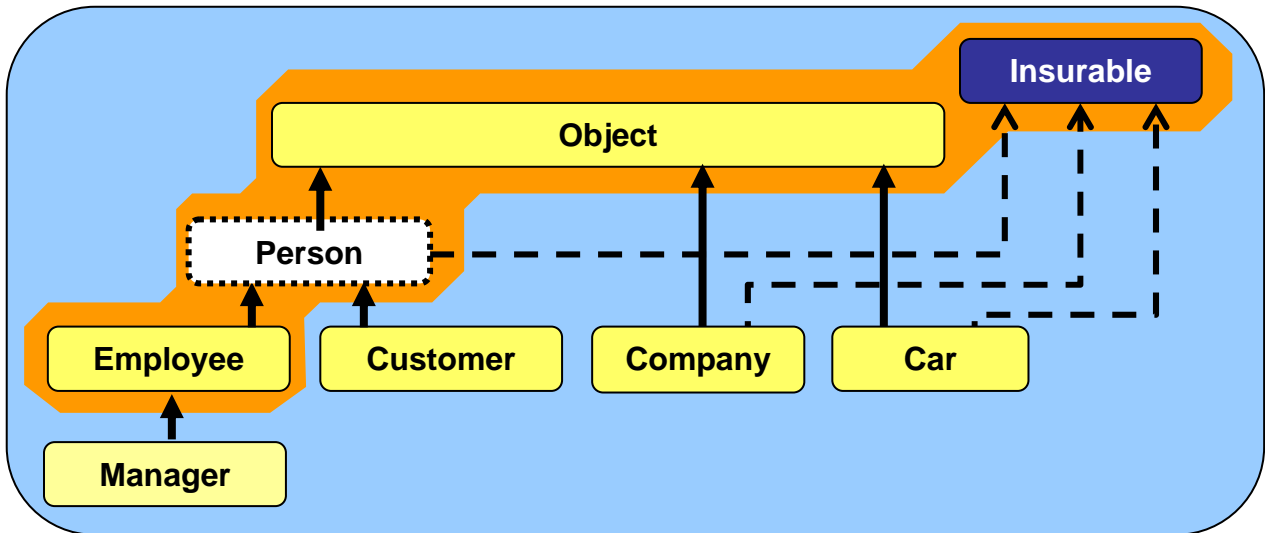 Insurable
Object
Person
Employee
Customer
Company
Car
Manager